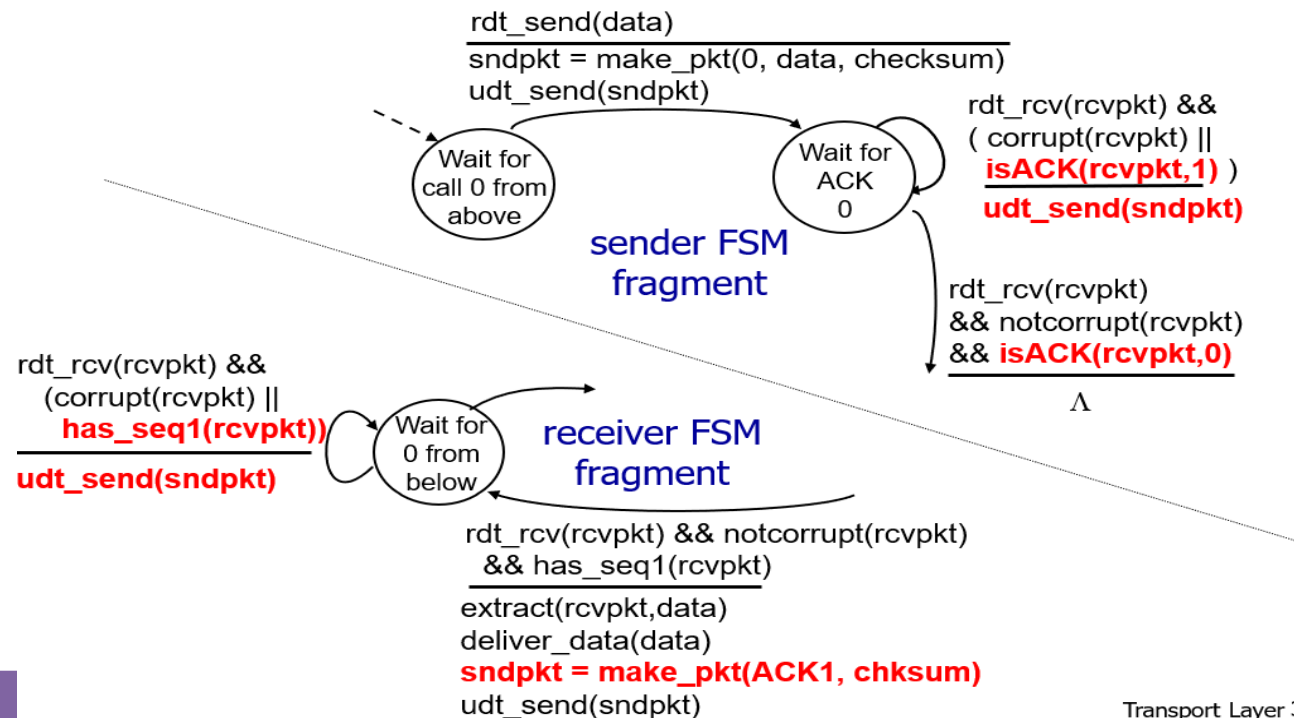 rdt_send(data)
sndpkt = make_pkt(0, data, checksum)
udt_send(sndpkt)
Wait for
call 0 from
above
Wait for
ACK
0
rdt_rcv(rcvpkt) &&
( corrupt(rcvpkt) ||
isACK(rcvpkt,1) )
udt_send(sndpkt)
sender FSM
fragment
rdt_rcv(rcvpkt)
&& notcorrupt(rcvpkt)
&& isACK(rcvpkt,0)
Λ
rdt_rcv(rcvpkt) &&
(corrupt(rcvpkt) ||
has_seq1(rcvpkt))
udt_send(sndpkt)
Wait for
0 from
below
receiver FSM
fragment
rdt_rcv(rcvpkt) && notcorrupt(rcvpkt)
&& has_seq1(rcvpkt)
extract(rcvpkt,data)
deliver_data(data)
sndpkt = make_pkt(ACK1, chksum)
udt_send(sndpkt)
Transport Layer